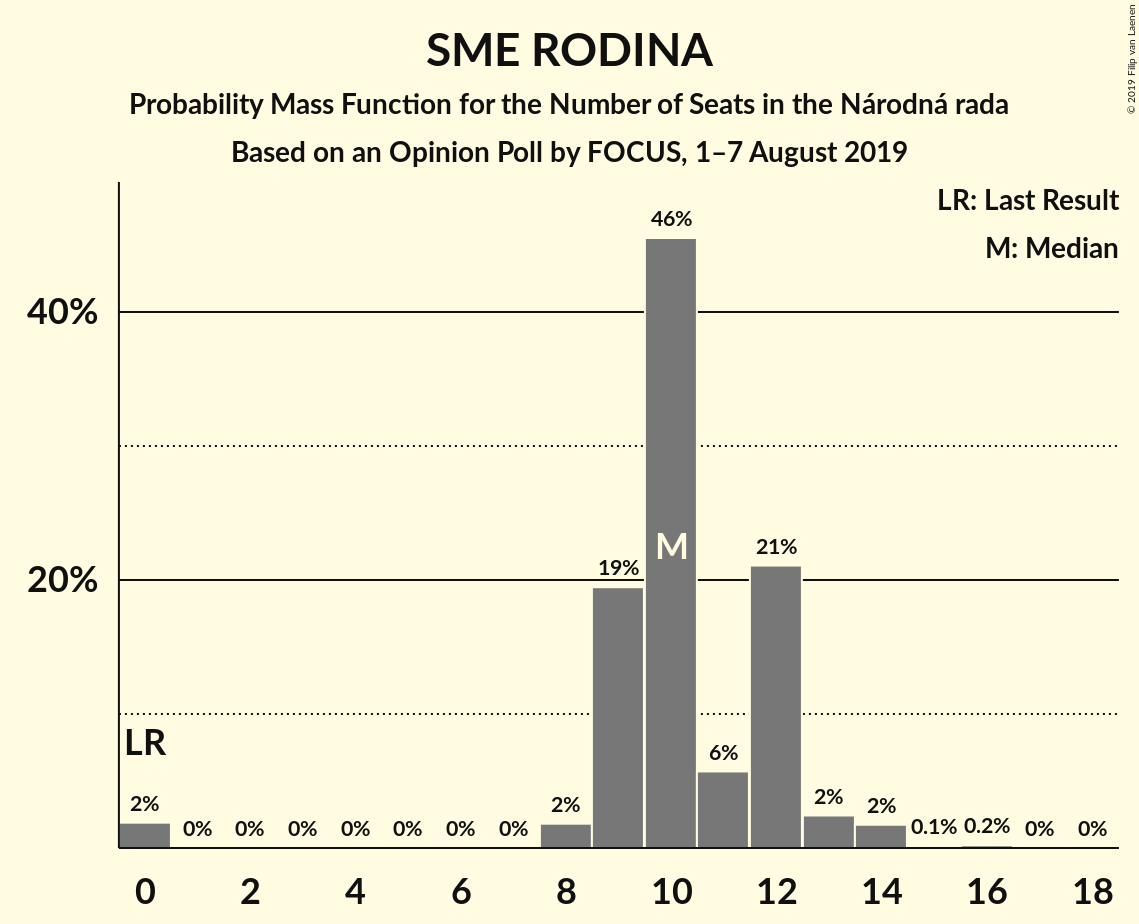 SME RODINA
Probability Mass Function for the Number of Seats in the Národná rada
Based on an Opinion Poll by FOCUS, 1–7 August 2019
© 2019 Filip van Laenen
LR: Last Result
M: Median
40%
20%
46%
M
21%
19%
LR
6%
2%
0%
0%
0%
0%
0%
0%
0%
2%
2%
2%
0.1%
0.2%
0%
0%
0 2 4 6 8 10 12 14 16 18